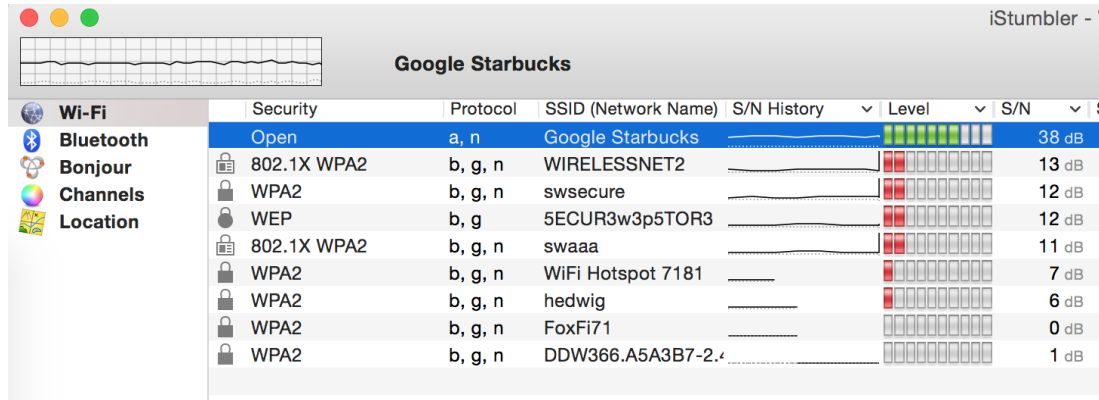 iStumbler -
Google Starbucks
Wi-Fi
Bluetooth
Bonjour
Channels
Location
Security Protocol SSID (Network Name) S/N History Level S/N
Open a, n Google Starbucks 38 dB
802.1X WPA2 b, g, n WIRELESSNET2 13 dB
WPA2 b, g, n swsecure 12 dB
WEP b, g 5ECUR3w3p5TOR3 12 dB
802.1X WPA2 b, g, n swaaa 11 dB
WPA2 b, g, n WiFi Hotspot 7181 7 dB
WPA2 b, g, n hedwig 6 dB
WPA2 b, g, n FoxFi71 0 dB
WPA2 b, g, n DDW366.A5A3B7-2. 1 dB